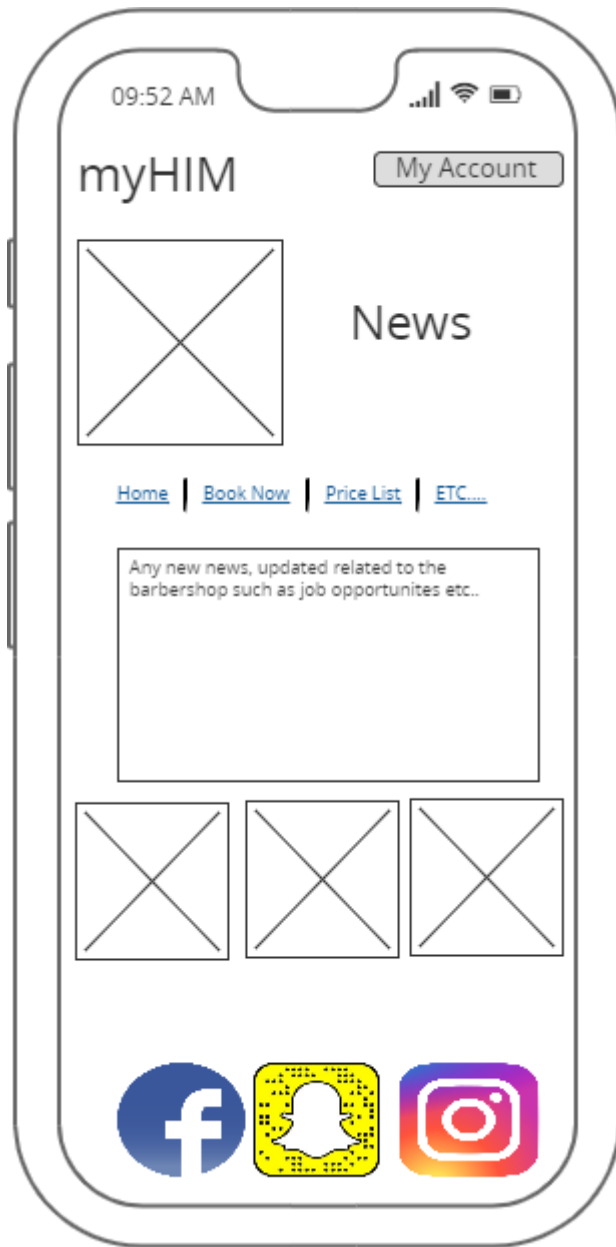 09:52 AM
myHIM
My Account
News
Home | Book Now | Price List | ETC....
Any new news, updated related to the
barbershop such as job opportunites etc..